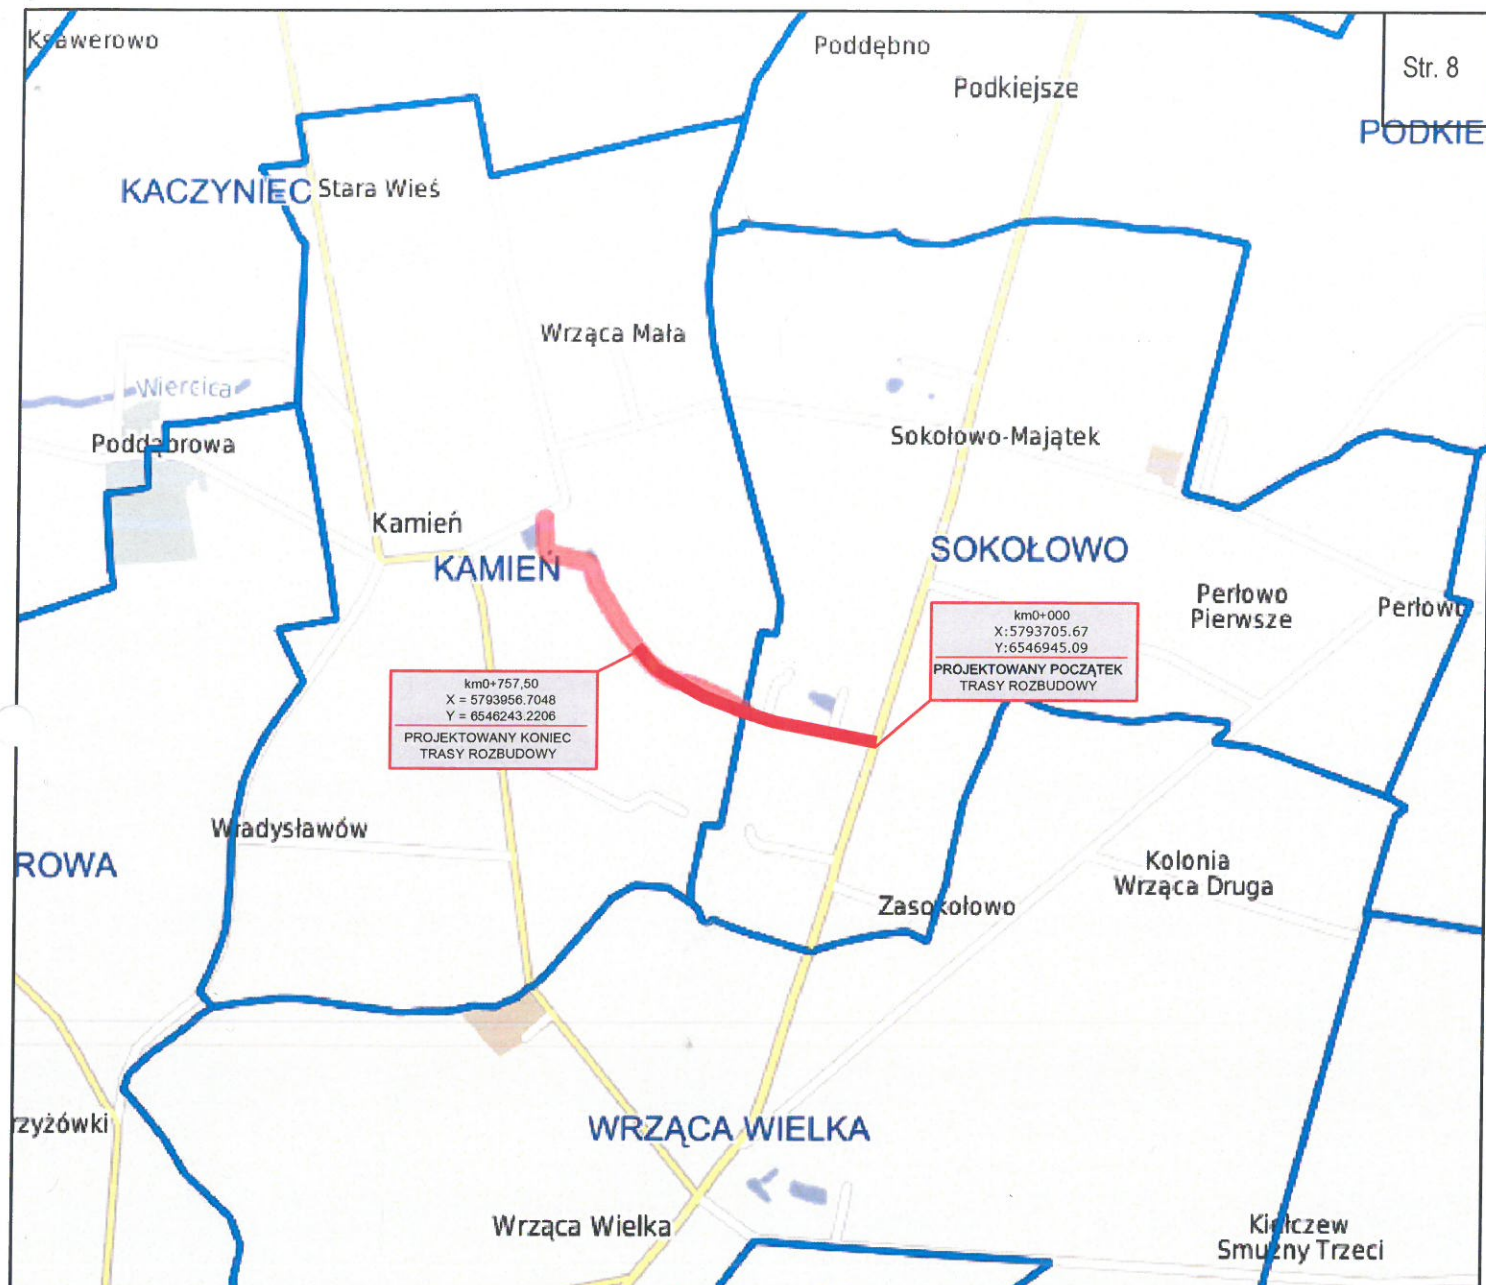 Ksawerowo
Poddębno
Str. 8
Podkiejsze
PODKIE
KACZYNIEC
Stara Wieś
Wrząca Mała
Wiercica
Poddąbrowa
Sokołowo-Majątek
Kamień
KAMIEŃ
SOKOŁOWO
Perłowo
Pierwsze
Perłowo
km0+000
X:5793705.67
Y:6546945.09
PROJEKTOWANY POCZĄTEK
TRASY ROZBUDOWY
km0+757,50
X = 5793956.7048
Y = 6546243.2206
PROJEKTOWANY KONIEC
TRASY ROZBUDOWY
Władysławów
ROWA
Kolonia
Wrząca Druga
Zasokołowo
rzyżówki
WRZĄCA WIELKA
Wrząca Wielka
Kiełczew
Smużny Trzeci